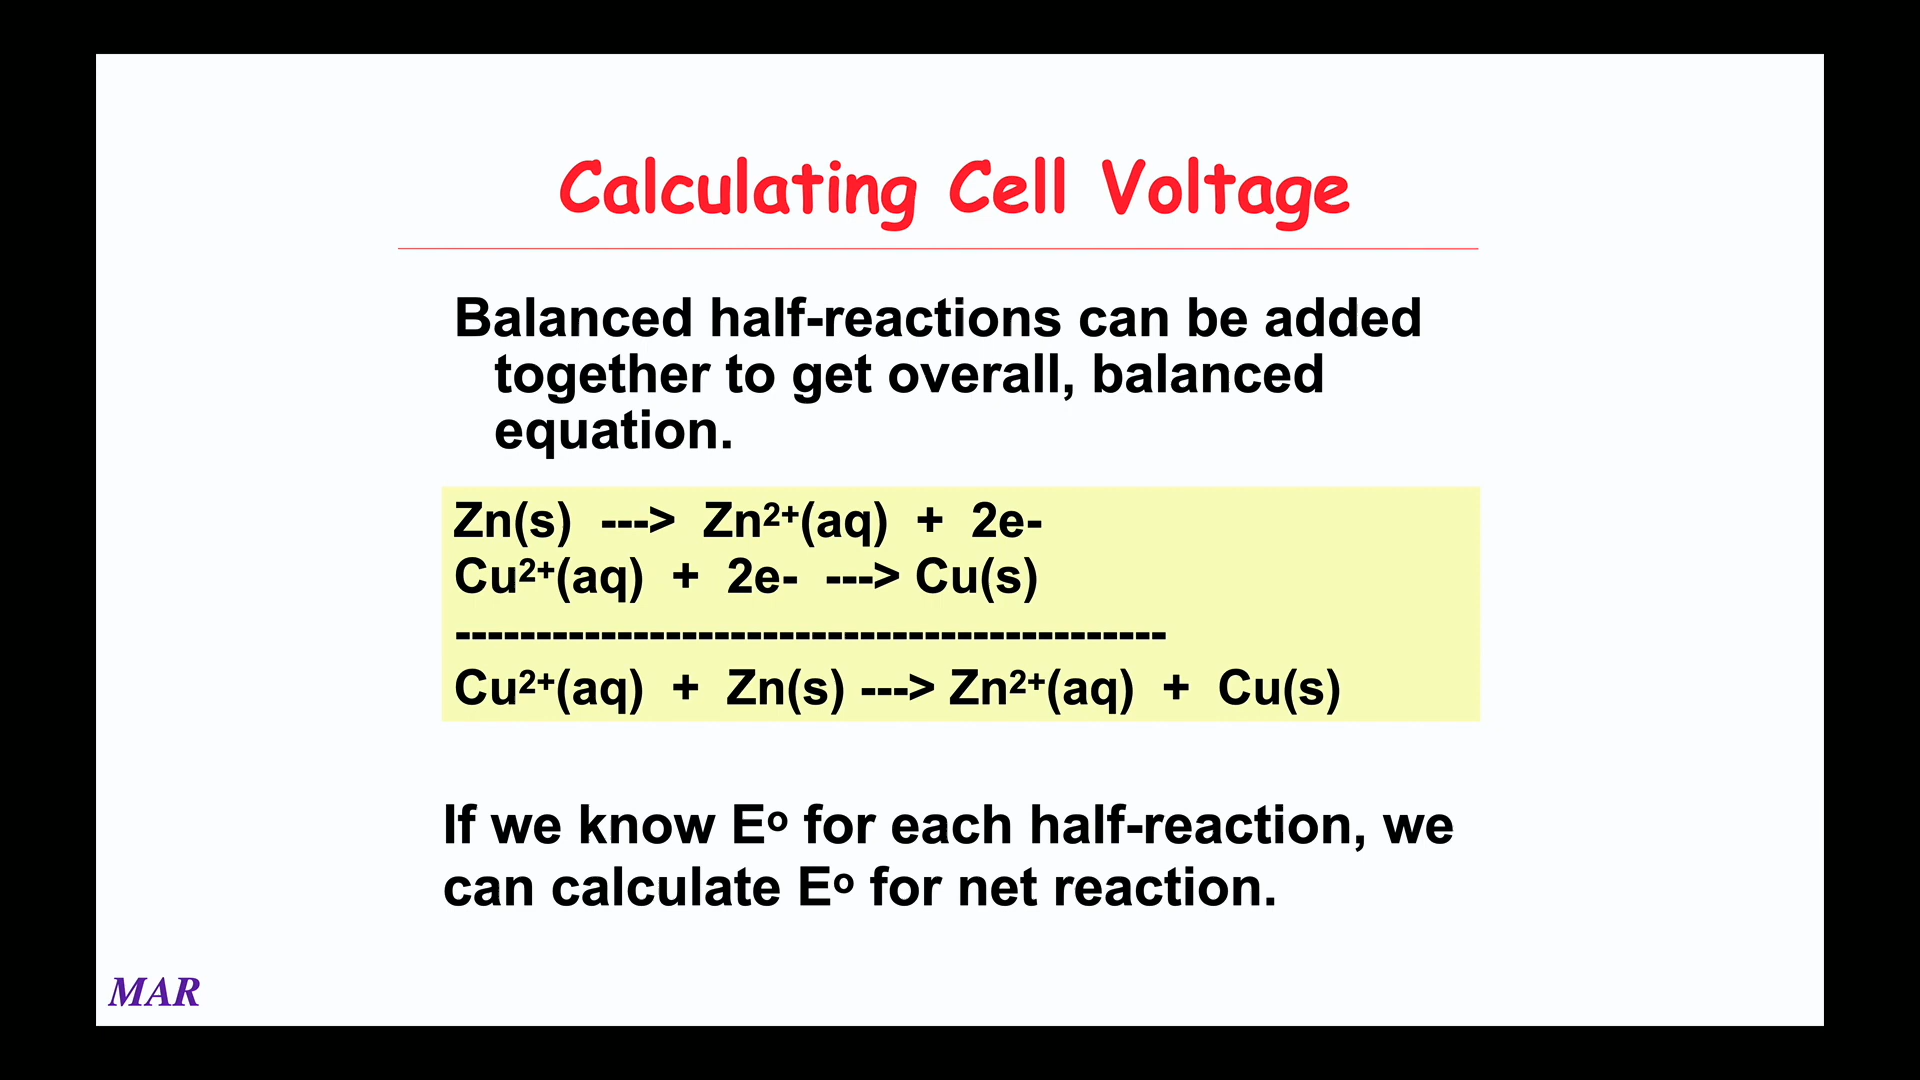 Calculating Cell Voltage
Balanced half-reactions can be added
together to get overall, balanced
equation.
Zn(s) ---> Zn²⁺(aq) + 2e-
Cu²⁺(aq) + 2e- ---> Cu(s)
--------------------------------------------
Cu²⁺(aq) + Zn(s) ---> Zn²⁺(aq) + Cu(s)
If we know Eº for each half-reaction, we
can calculate Eº for net reaction.
MAR